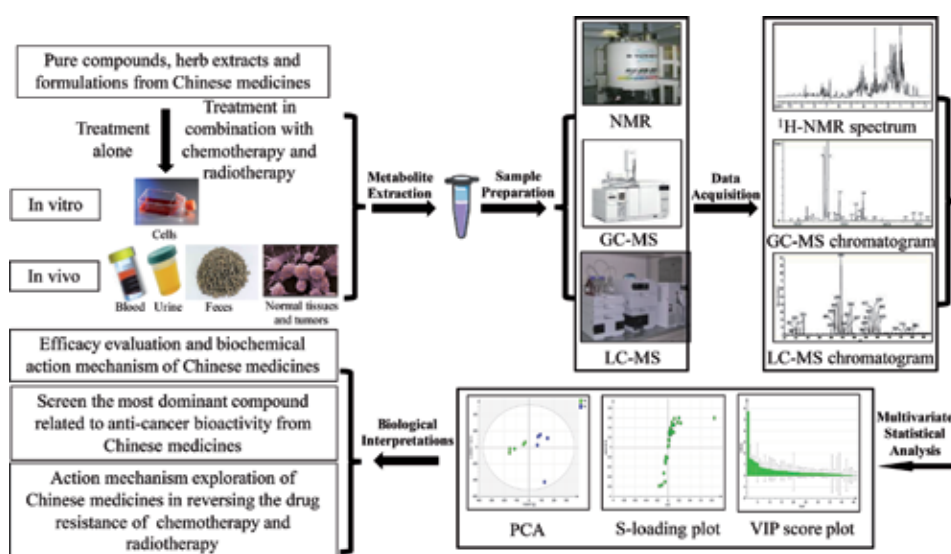 Pure compounds, herb extracts and
formulations from Chinese medicines
Treatment
alone
Treatment in
combination with
chemotherapy and
radiotherapy
In vitro
Cells
In vivo
Blood
Urine
Feces
Normal tissues
and tumors
Metabolite
Extraction
Sample
Preparation
NMR
GC-MS
LC-MS
Data
Acquisition
¹H-NMR spectrum
GC-MS chromatogram
LC-MS chromatogram
Multivariate
Statistical
Analysis
PCA
S-loading plot
VIP score plot
Biological
Interpretations
Efficacy evaluation and biochemical
action mechanism of Chinese medicines
Screen the most dominant compound
related to anti-cancer bioactivity from
Chinese medicines
Action mechanism exploration of
Chinese medicines in reversing the drug
resistance of chemotherapy and
radiotherapy